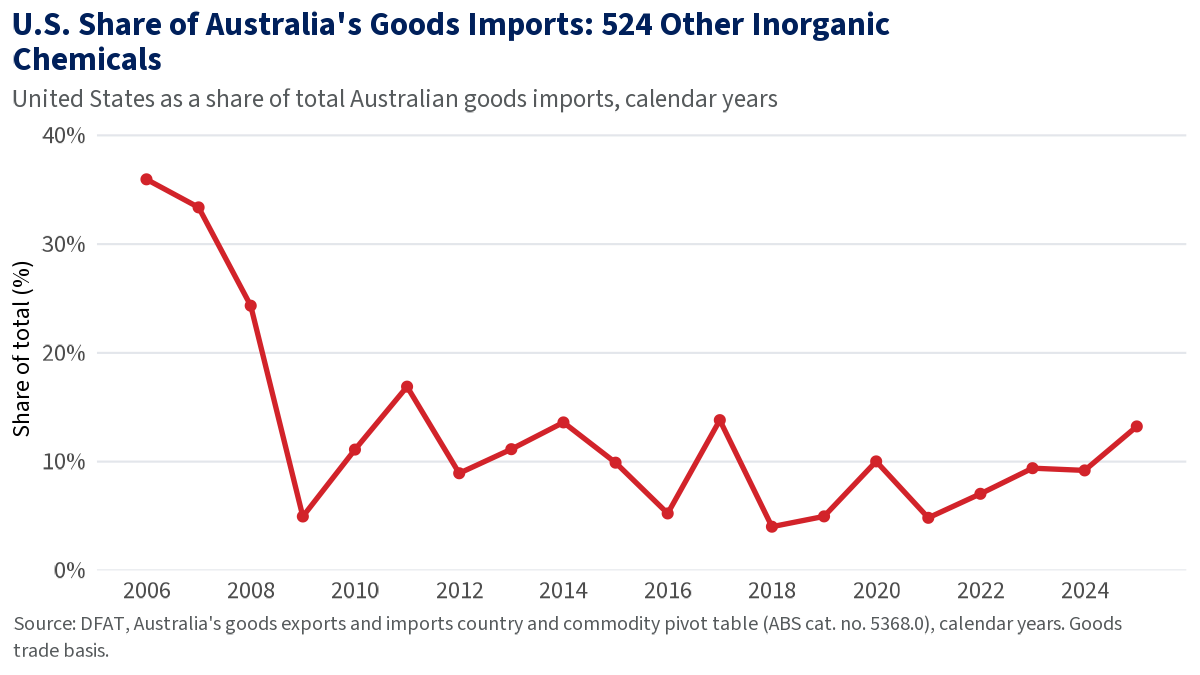 U.S. Share of Australia's Goods Imports: 524 Other Inorganic
Chemicals
United States as a share of total Australian goods imports, calendar years
Share of total (%)
40%
30%
20%
10%
0%
2006 2008 2010 2012 2014 2016 2018 2020 2022 2024
Source: DFAT, Australia's goods exports and imports country and commodity pivot table (ABS cat. no. 5368.0), calendar years. Goods
trade basis.